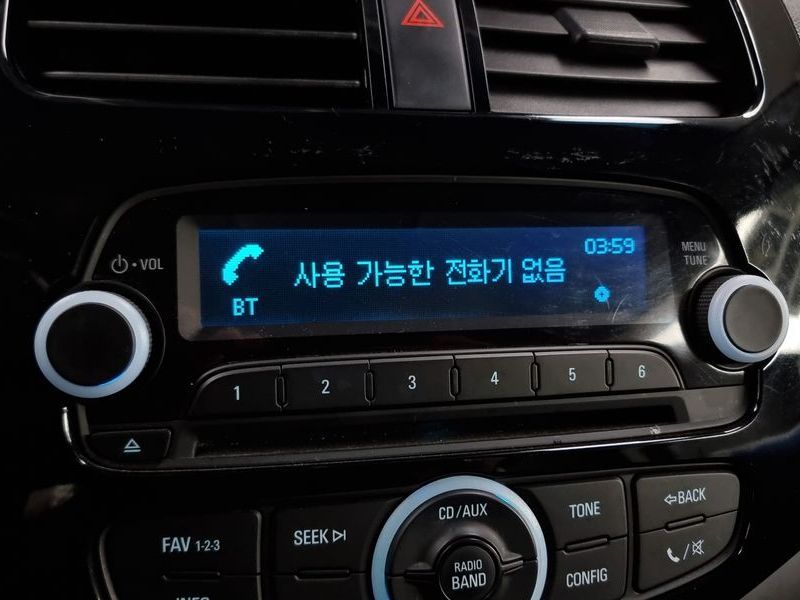 03:59
사용 가능한 전화기 없음
BT
⏻•VOL
MENU
TUNE
1 2 3 4 5 6
FAV 1-2-3
SEEK
CD/AUX
RADIO
BAND
TONE
CONFIG
BACK
INFO